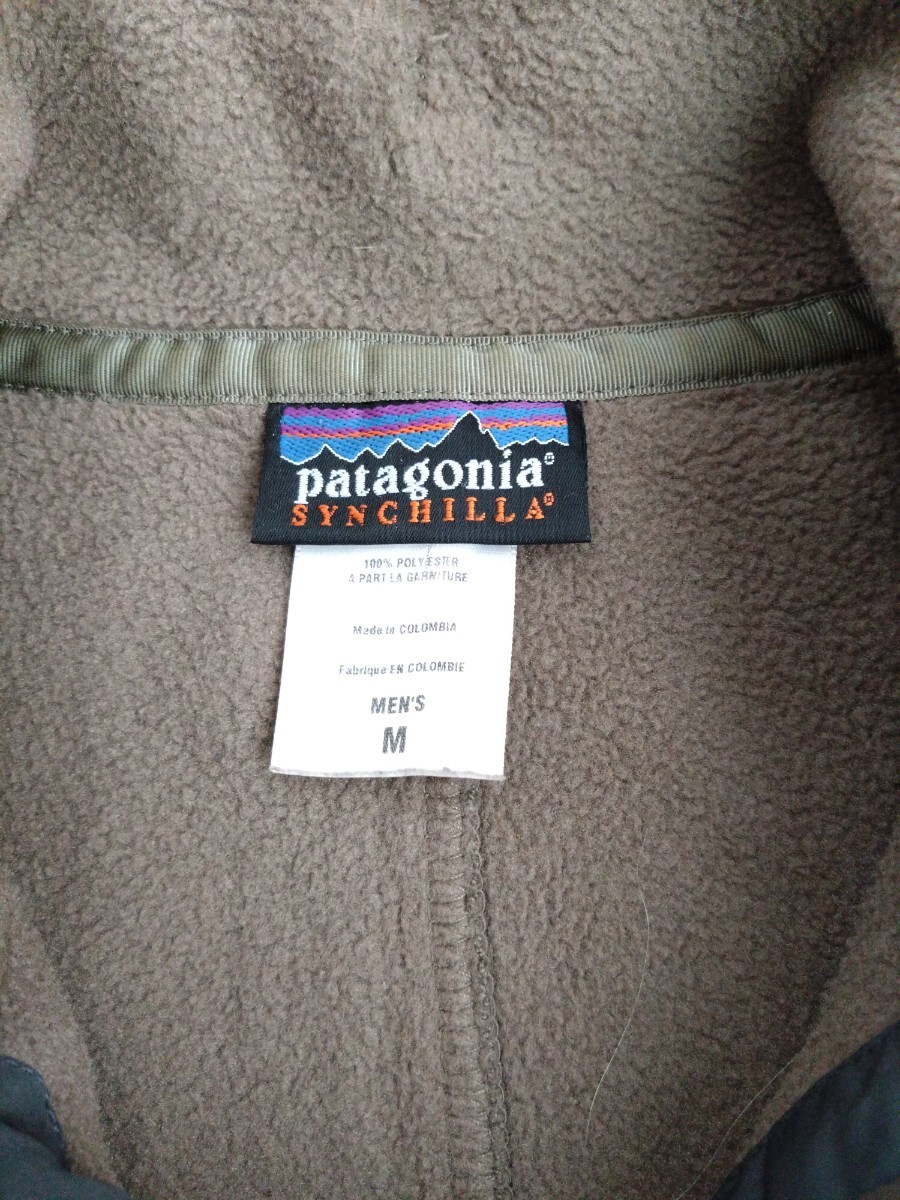 patagonia®
SYNCHILLA®
100% POLYESTER
A PART LA GARNITURE
Made in COLOMBIA
Fabrique EN COLOMBIE
MEN'S
M